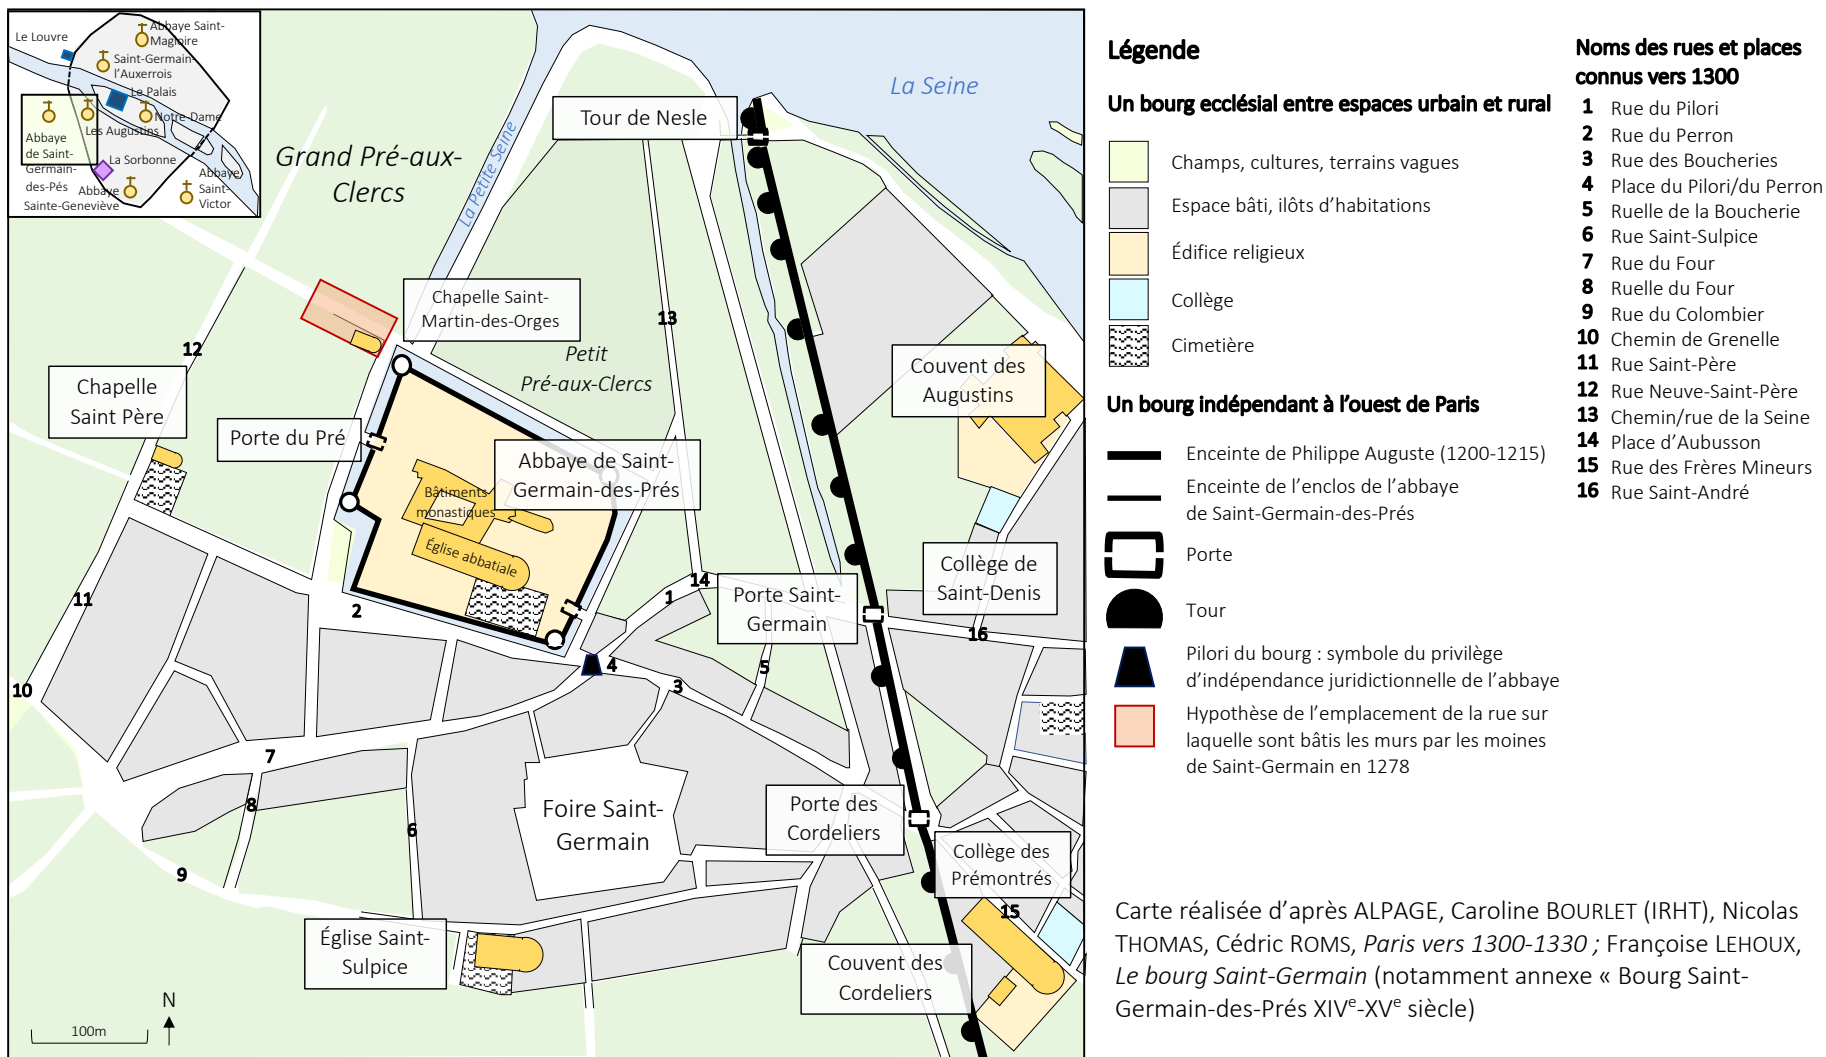 Le Louvre
Abbaye Saint-
Magloire
Saint-Germain-
l'Auxerrois
Le Palais
Notre-Dame
Les Augustins
Abbaye
de Saint-
Germain-
des-Pés
La Sorbonne
Abbaye
Sainte-Geneviève
Abbaye
Saint-
Victor
Grand Pré-aux-
Clercs
La Petite Seine
La Seine
Tour de Nesle
Chapelle Saint-
Martin-des-Orges
13
12
Petit
Pré-aux-Clercs
Couvent des
Augustins
Chapelle
Saint Père
Porte du Pré
Abbaye de Saint-
Germain-des-Prés
Bâtiments
monastiques
Église abbatiale
Collège de
Saint-Denis
14
Porte Saint-
Germain
11
2
1
16
4
5
3
10
7
8
6
9
Foire Saint-
Germain
Porte des
Cordeliers
Collège des
Prémontrés
15
Église Saint-
Sulpice
Couvent des
Cordeliers
N
100m
Légende
Un bourg ecclésial entre espaces urbain et rural
Champs, cultures, terrains vagues
Espace bâti, ilôts d'habitations
Édifice religieux
Collège
Cimetière
Un bourg indépendant à l'ouest de Paris
Enceinte de Philippe Auguste (1200-1215)
Enceinte de l'enclos de l'abbaye
de Saint-Germain-des-Prés
Porte
Tour
Pilori du bourg : symbole du privilège
d'indépendance juridictionnelle de l'abbaye
Hypothèse de l'emplacement de la rue sur
laquelle sont bâtis les murs par les moines
de Saint-Germain en 1278
Noms des rues et places
connus vers 1300
1 Rue du Pilori
2 Rue du Perron
3 Rue des Boucheries
4 Place du Pilori/du Perron
5 Ruelle de la Boucherie
6 Rue Saint-Sulpice
7 Rue du Four
8 Ruelle du Four
9 Rue du Colombier
10 Chemin de Grenelle
11 Rue Saint-Père
12 Rue Neuve-Saint-Père
13 Chemin/rue de la Seine
14 Place d'Aubusson
15 Rue des Frères Mineurs
16 Rue Saint-André
Carte réalisée d'après ALPAGE, Caroline BOURLET (IRHT), Nicolas
THOMAS, Cédric ROMS, Paris vers 1300-1330 ; Françoise LEHOUX,
Le bourg Saint-Germain (notamment annexe « Bourg Saint-
Germain-des-Prés XIVe-XVe siècle)